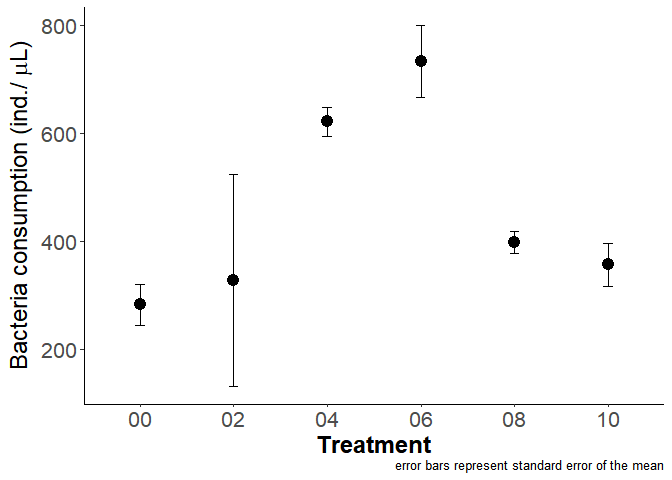 Bacteria consumption (ind./ μL)
800
600
400
200
00 02 04 06 08 10
Treatment
error bars represent standard error of the mean